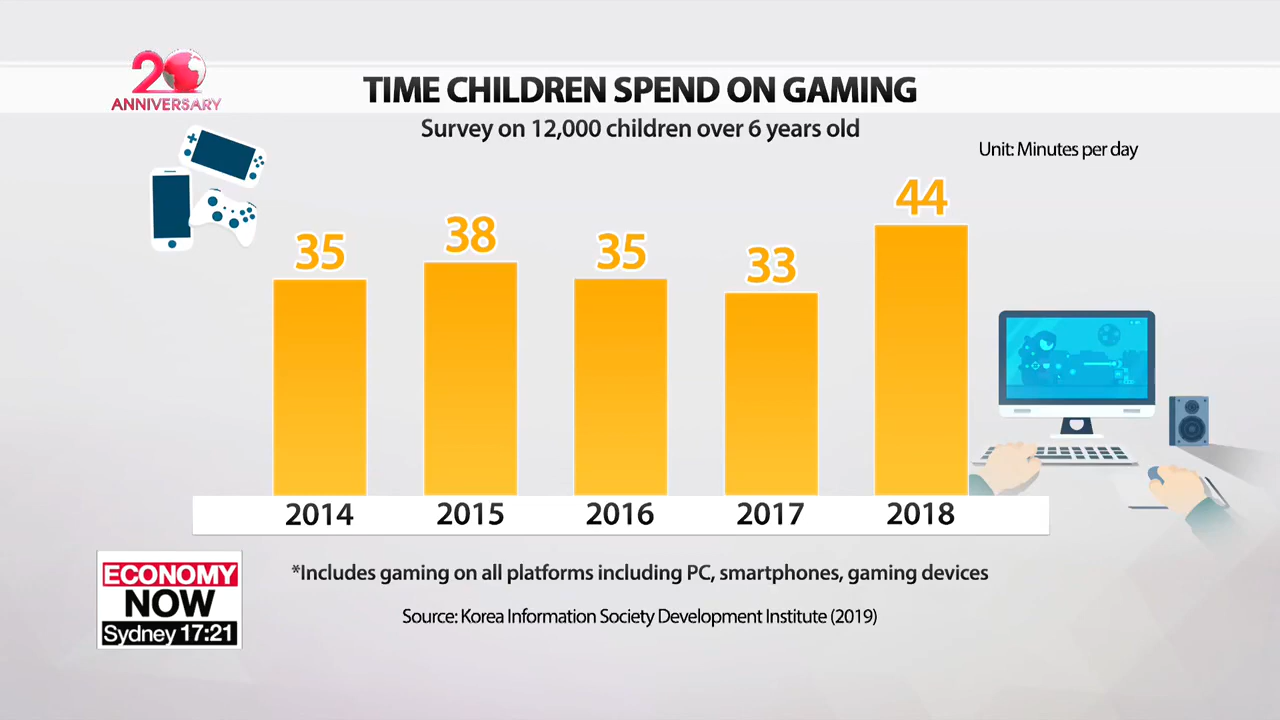 20
ANNIVERSARY
TIME CHILDREN SPEND ON GAMING
Survey on 12,000 children over 6 years old
Unit: Minutes per day
35
38
35
33
44
2014
2015
2016
2017
2018
*Includes gaming on all platforms including PC, smartphones, gaming devices
Source: Korea Information Society Development Institute (2019)
ECONOMY
NOW
Sydney 17:21